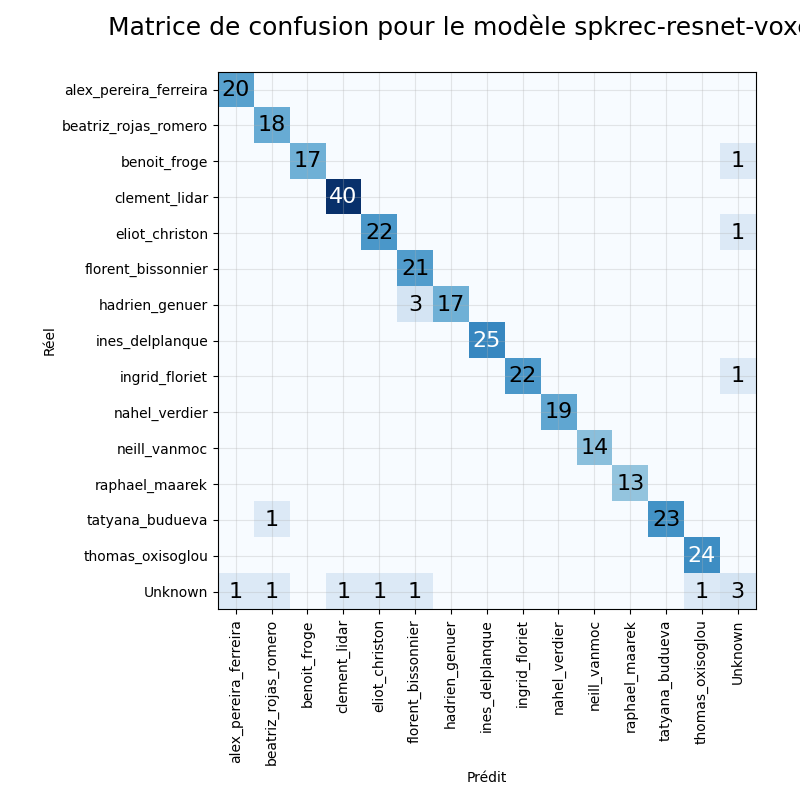 Matrice de confusion pour le modèle spkrec-resnet-vox
alex_pereira_ferreira 20
beatriz_rojas_romero 18
benoit_froge 17 1
clement_lidar 40
eliot_christon 22 1
florent_bissonnier 21
hadrien_genuer 3 17
Réel
ines_delplanque 25
ingrid_floriet 22 1
nahel_verdier 19
neill_vanmoc 14
raphael_maarek 13
tatyana_budueva 1 23
thomas_oxisoglou 24
Unknown 1 1 1 1 1 1 3
alex_pereira_ferreira
beatriz_rojas_romero
benoit_froge
clement_lidar
eliot_christon
florent_bissonnier
hadrien_genuer
ines_delplanque
ingrid_floriet
nahel_verdier
neill_vanmoc
raphael_maarek
tatyana_budueva
thomas_oxisoglou
Unknown
Prédit